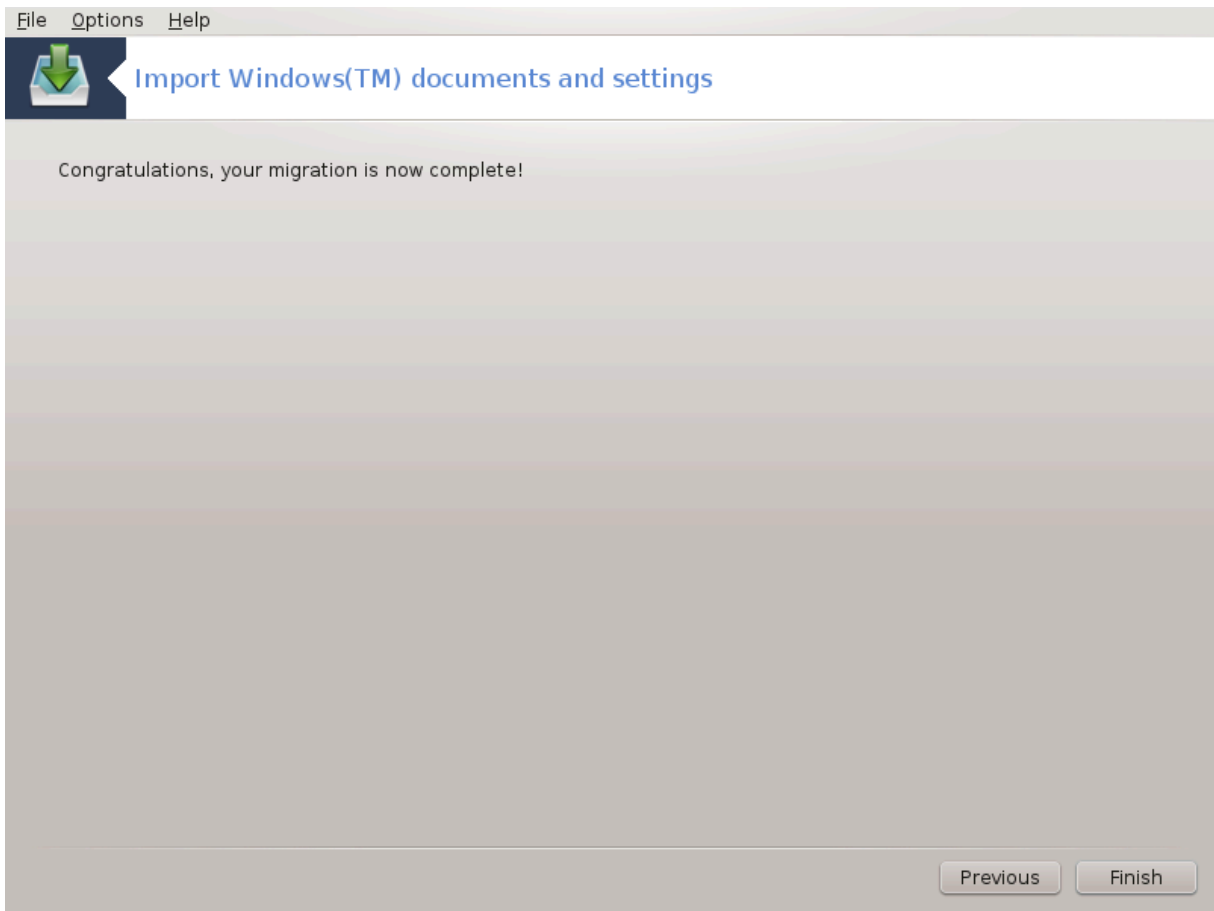 File Options Help
Import Windows(TM) documents and settings
Congratulations, your migration is now complete!
Previous Finish